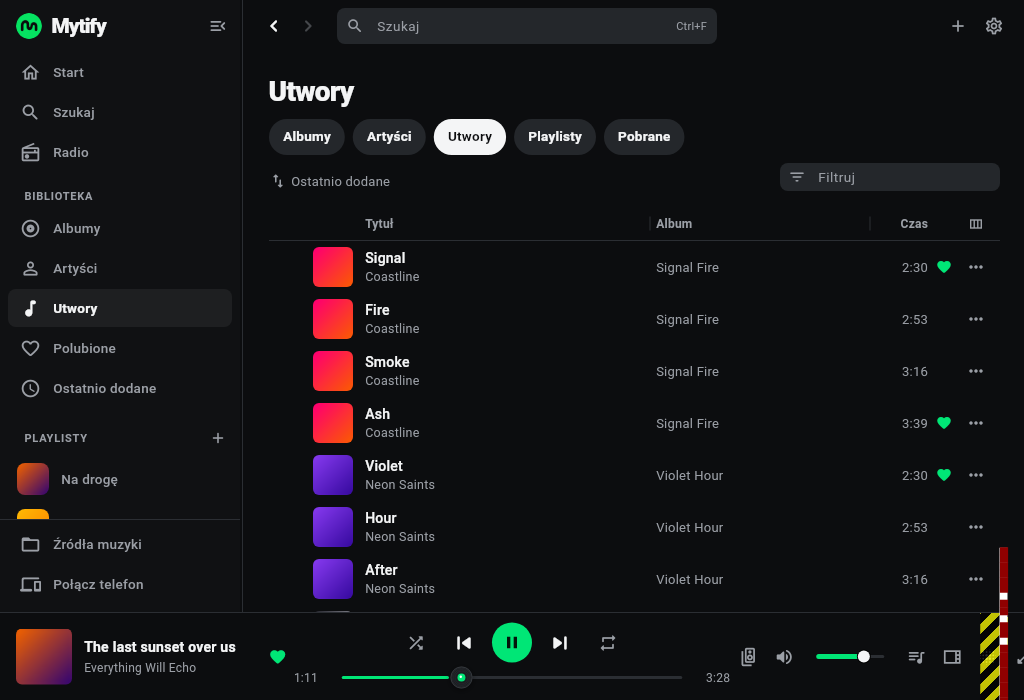 Mytify
Szukaj
Ctrl+F
Start
Szukaj
Radio
BIBLIOTEKA
Albumy
Artyści
Utwory
Polubione
Ostatnio dodane
PLAYLISTY
Na drogę
Źródła muzyki
Połącz telefon
Utwory
Albumy
Artyści
Utwory
Playlisty
Pobrane
Ostatnio dodane
Filtruj
Tytuł
Album
Czas
Signal
Coastline
Signal Fire
2:30
Fire
Coastline
Signal Fire
2:53
Smoke
Coastline
Signal Fire
3:16
Ash
Coastline
Signal Fire
3:39
Violet
Neon Saints
Violet Hour
2:30
Hour
Neon Saints
Violet Hour
2:53
After
Neon Saints
Violet Hour
3:16
The last sunset over us
Everything Will Echo
1:11
3:28